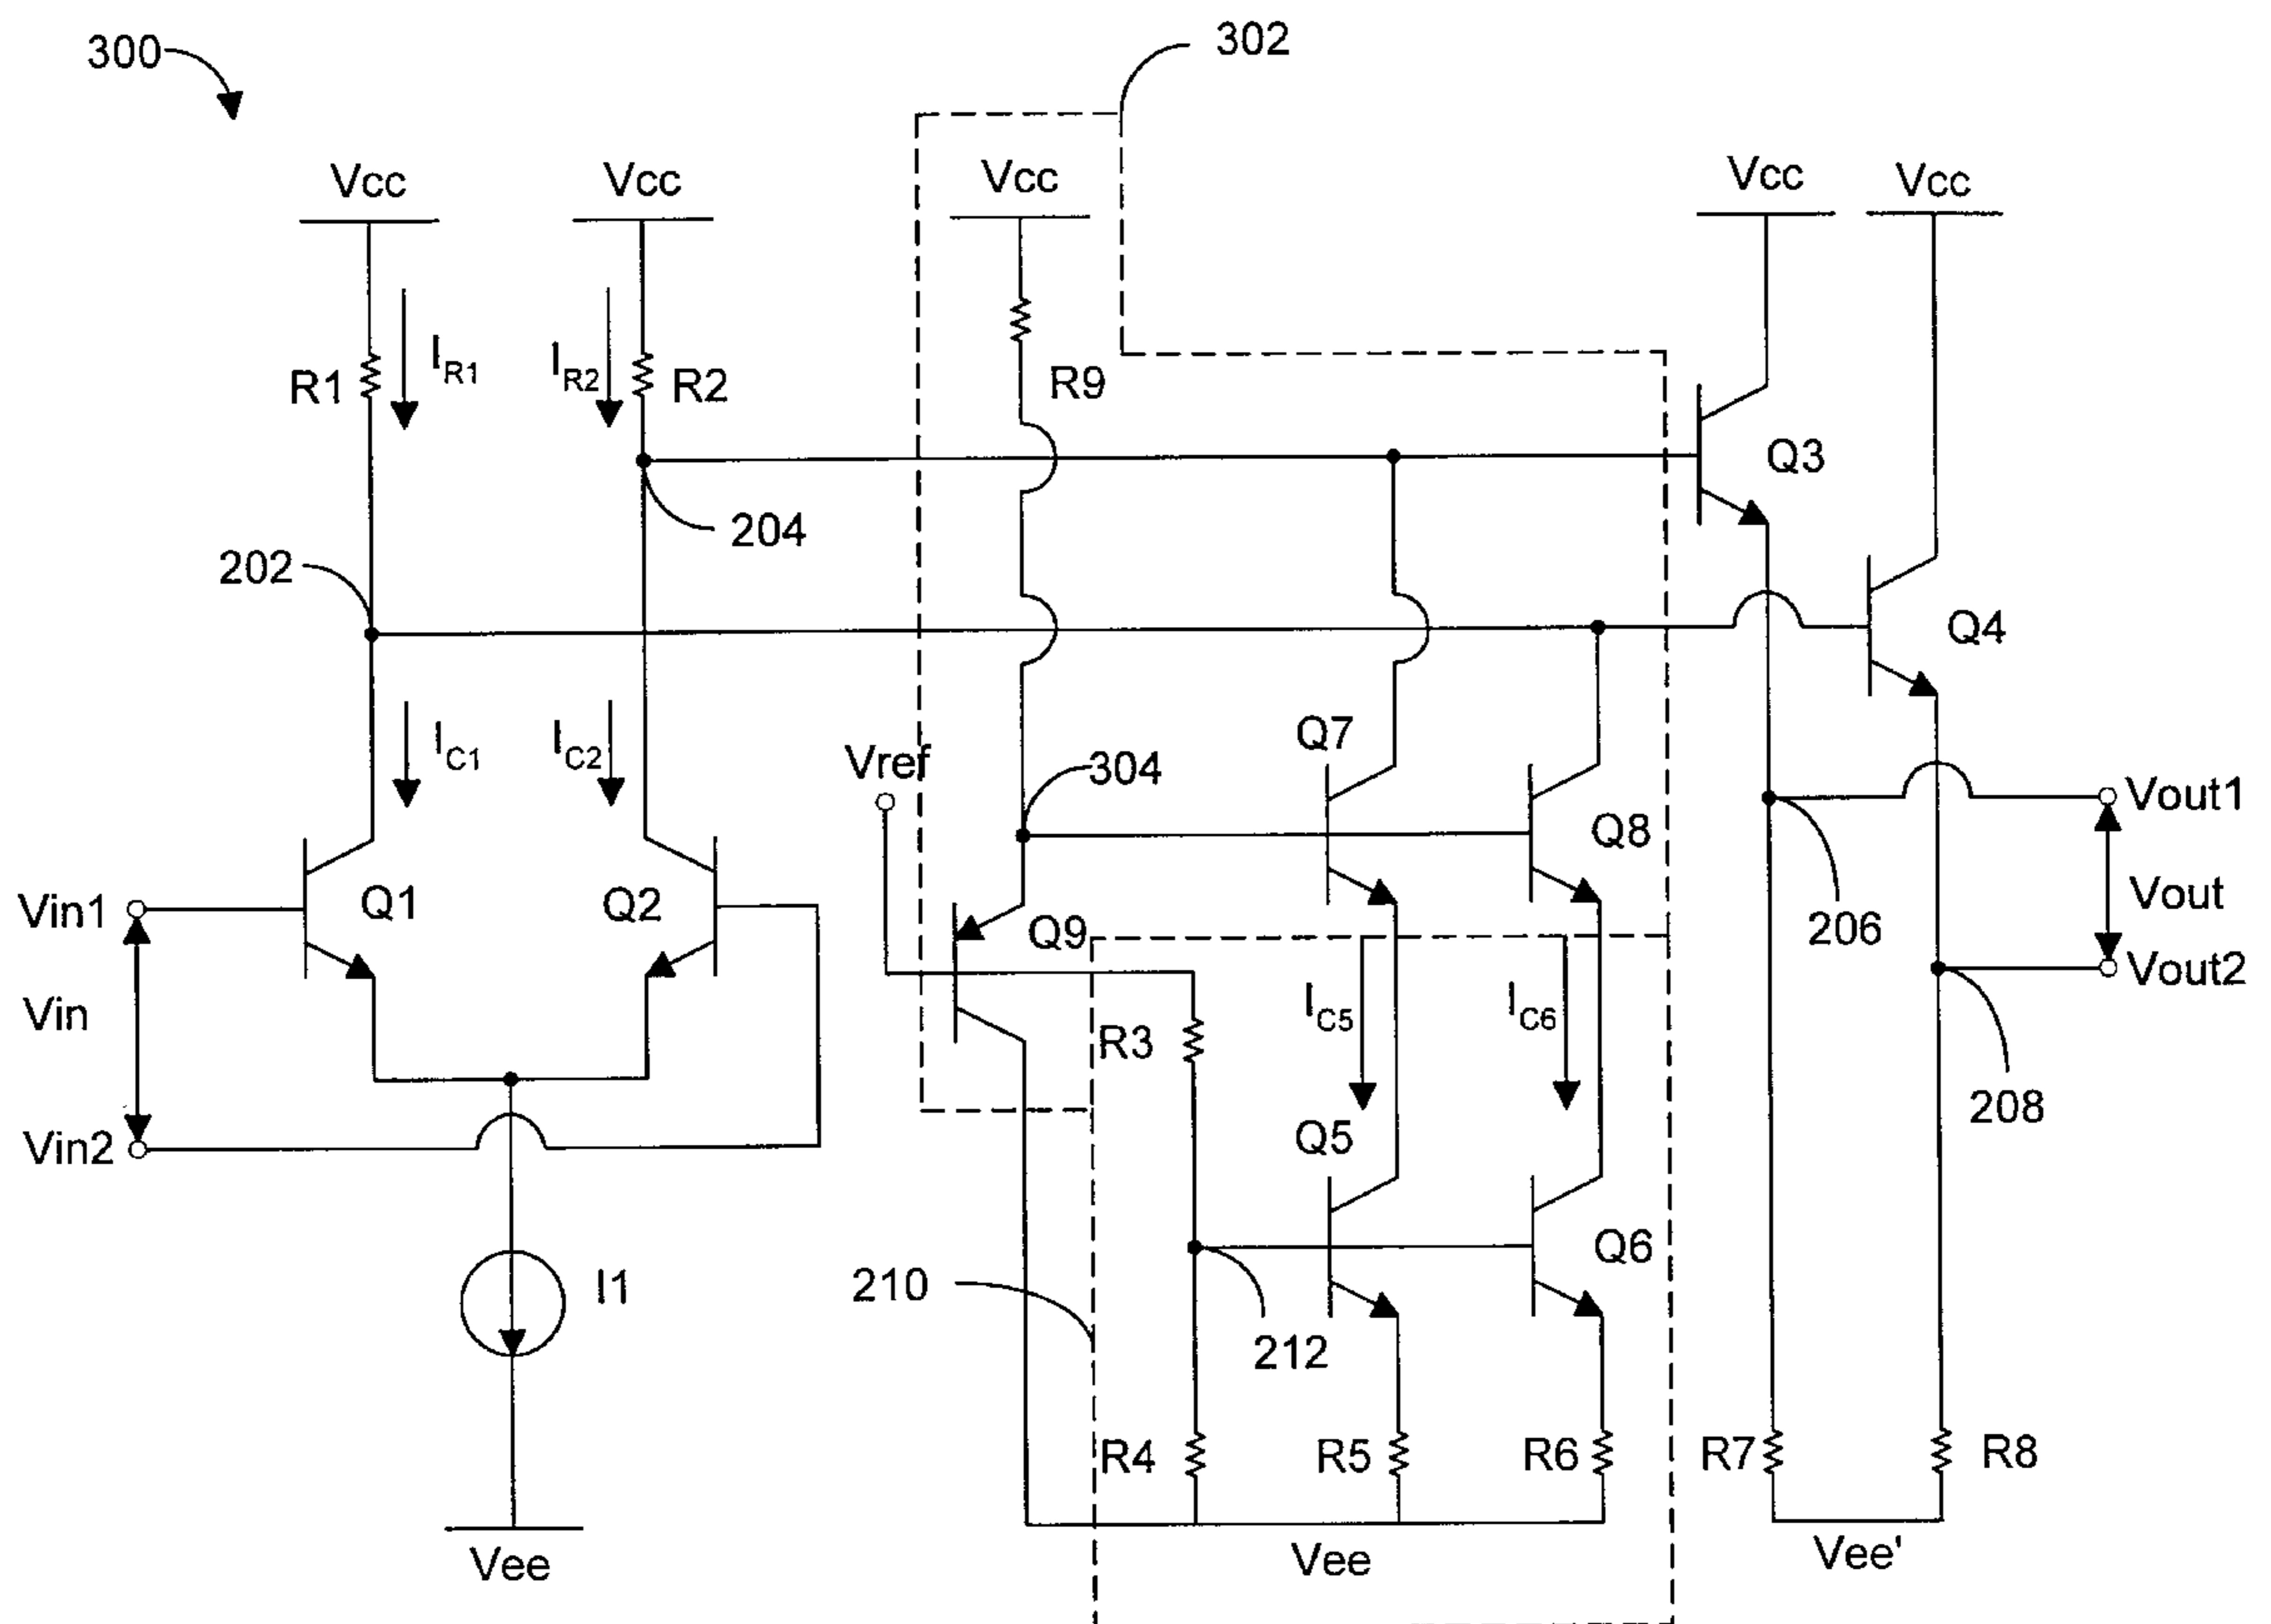 300
302
Vcc
Vcc
Vcc
Vcc
Vcc
R1
IR1
IR2
R2
R9
Q3
204
202
Q4
IC1
IC2
Vref
304
Q7
Q8
Vout1
Vin1
Q1
Q2
Q9
206
Vout
Vin
R3
IC5
IC6
Vout2
208
Vin2
Q5
I1
210
212
Q6
R4
R5
R6
R7
R8
Vee
Vee
Vee'